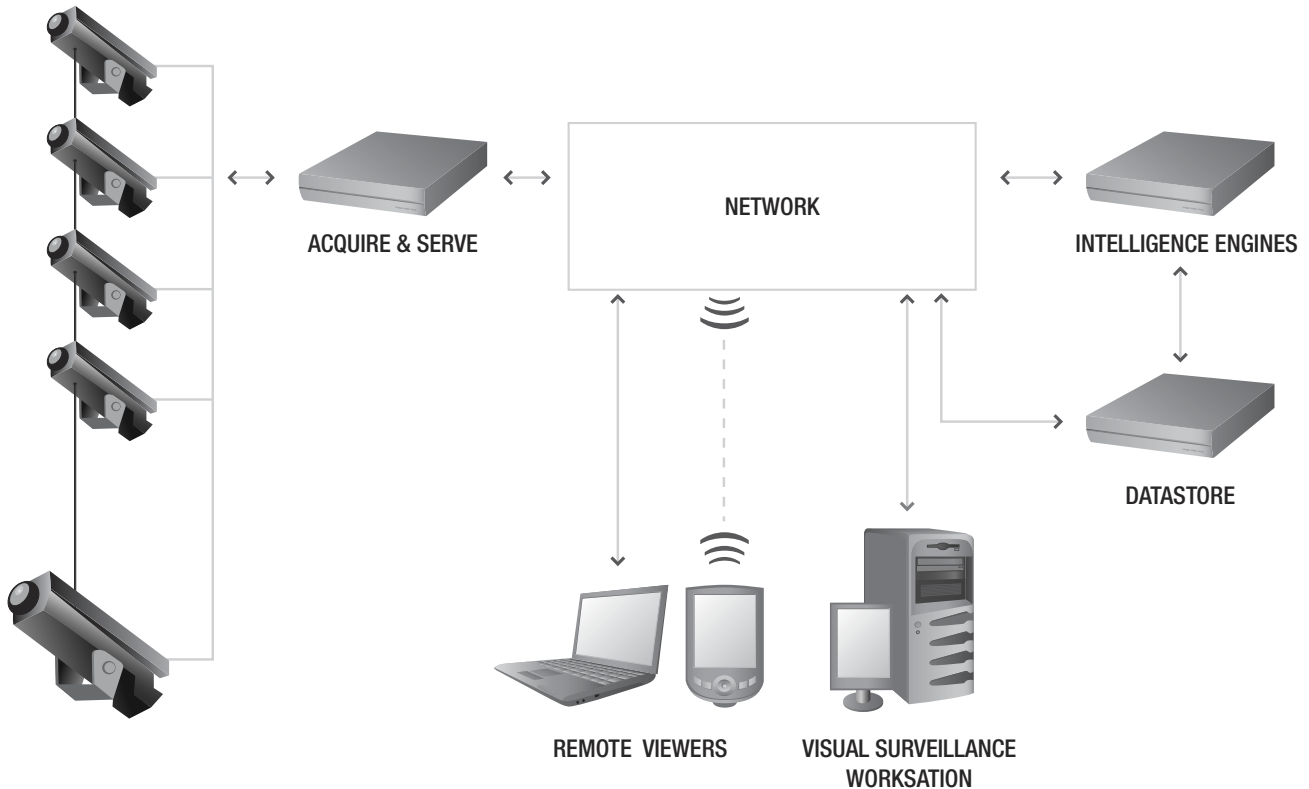 NETWORK
ACQUIRE & SERVE
INTELLIGENCE ENGINES
DATASTORE
REMOTE VIEWERS
VISUAL SURVEILLANCE
WORKSATION